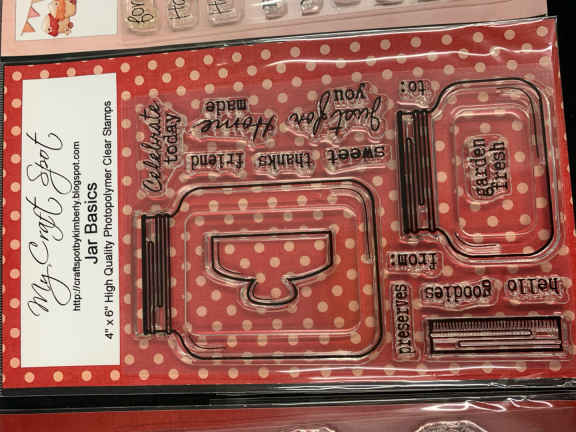 My Craft Spot
http://craftspotbykimberly.blogspot.com
Jar Basics
4" x 6" High Quality Photopolymer Clear Stamps
Celebrate
today
Home
made
Just for
you
friend
thanks
sweet
to:
garden
fresh
from:
preserves
goodies
hello